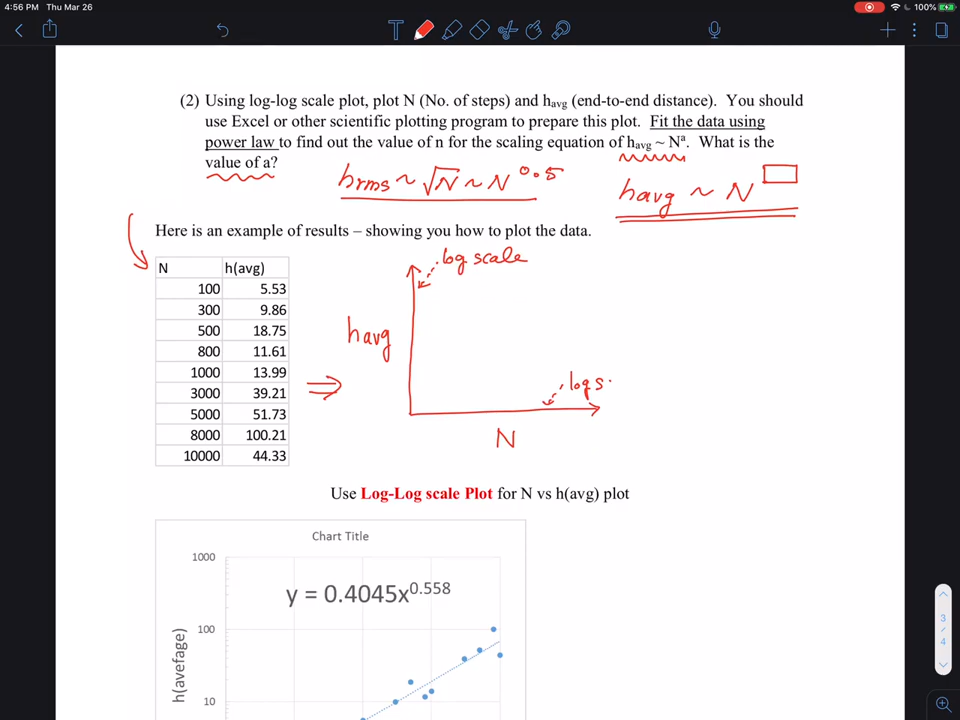 4:56 PM Thu Mar 26
100%
(2) Using log-log scale plot, plot N (No. of steps) and havg (end-to-end distance). You should
use Excel or other scientific plotting program to prepare this plot. Fit the data using
power law to find out the value of n for the scaling equation of havg ~ Nᵃ. What is the
value of a?
hrms ~ √N ~ N^0.5
havg ~ N
Here is an example of results – showing you how to plot the data.
N h(avg)
100 5.53
300 9.86
500 18.75
800 11.61
1000 13.99
3000 39.21
5000 51.73
8000 100.21
10000 44.33
log scale
havg
log s.
N
Use Log-Log scale Plot for N vs h(avg) plot
Chart Title
1000
y = 0.4045x^0.558
100
10
h(avefage)
3
/
4